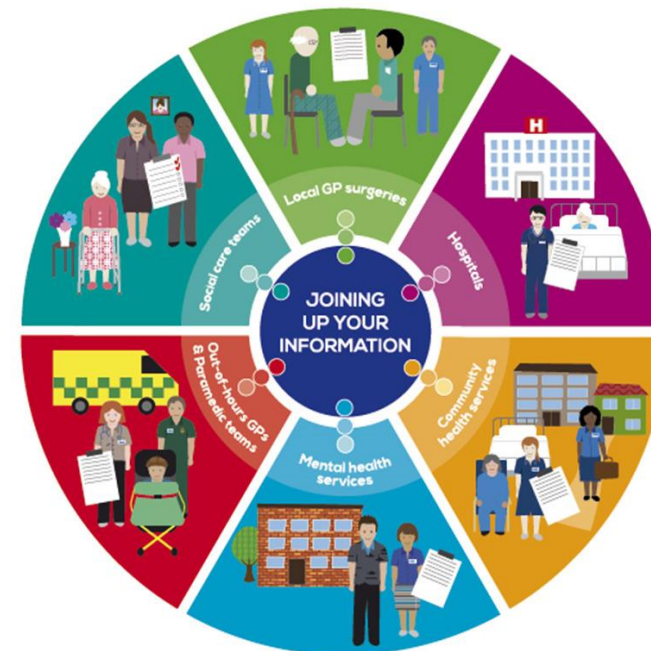 Local GP surgeries
H
Hospitals
Community
health services
Mental health
services
Out-of-hours GPs
& Paramedic teams
Social care teams
JOINING
UP YOUR
INFORMATION